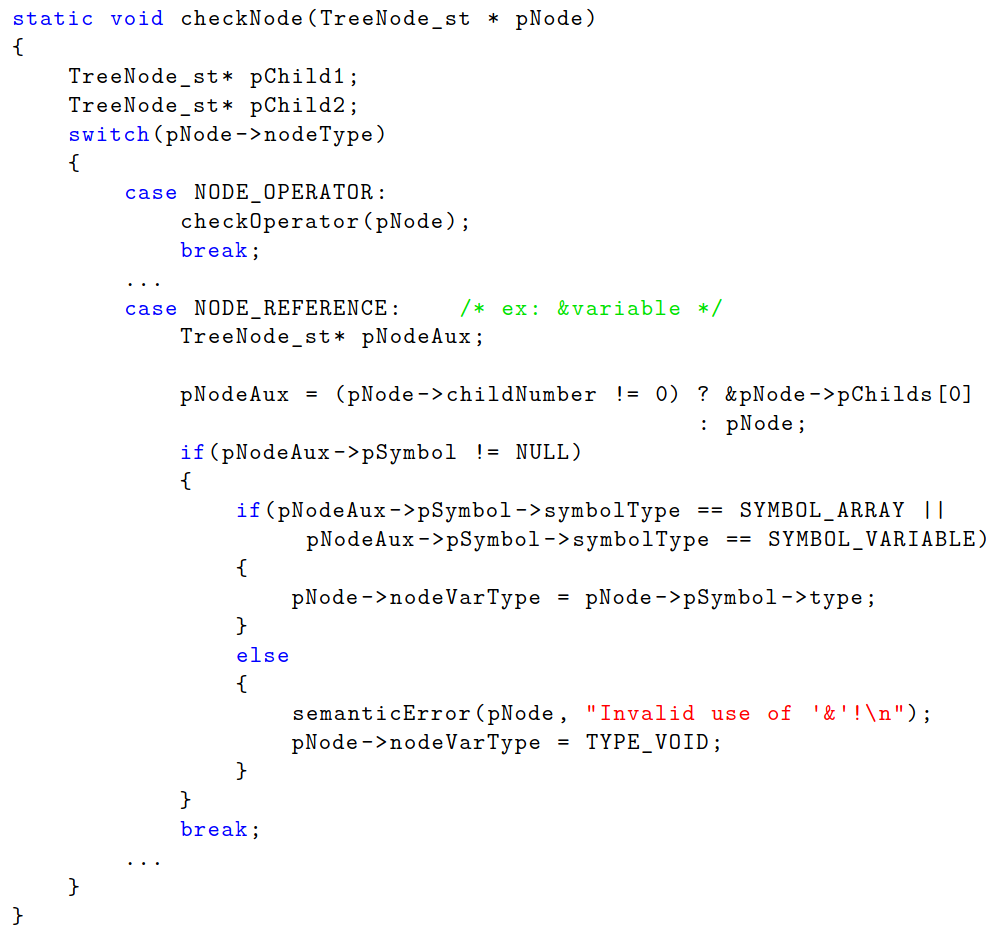 static void checkNode(TreeNode_st * pNode)
{
    TreeNode_st* pChild1;
    TreeNode_st* pChild2;
    switch(pNode->nodeType)
    {
        case NODE_OPERATOR:
            checkOperator(pNode);
            break;
        ...
        case NODE_REFERENCE:    /* ex: &variable */
            TreeNode_st* pNodeAux;

            pNodeAux = (pNode->childNumber != 0) ? &pNode->pChilds[0]
                                                 : pNode;
            if(pNodeAux->pSymbol != NULL)
            {
                if(pNodeAux->pSymbol->symbolType == SYMBOL_ARRAY ||
                     pNodeAux->pSymbol->symbolType == SYMBOL_VARIABLE)
                {
                    pNode->nodeVarType = pNode->pSymbol->type;
                }
                else
                {
                    semanticError(pNode, "Invalid use of '&'!\n");
                    pNode->nodeVarType = TYPE_VOID;
                }
            }
            break;
        ...
    }
}